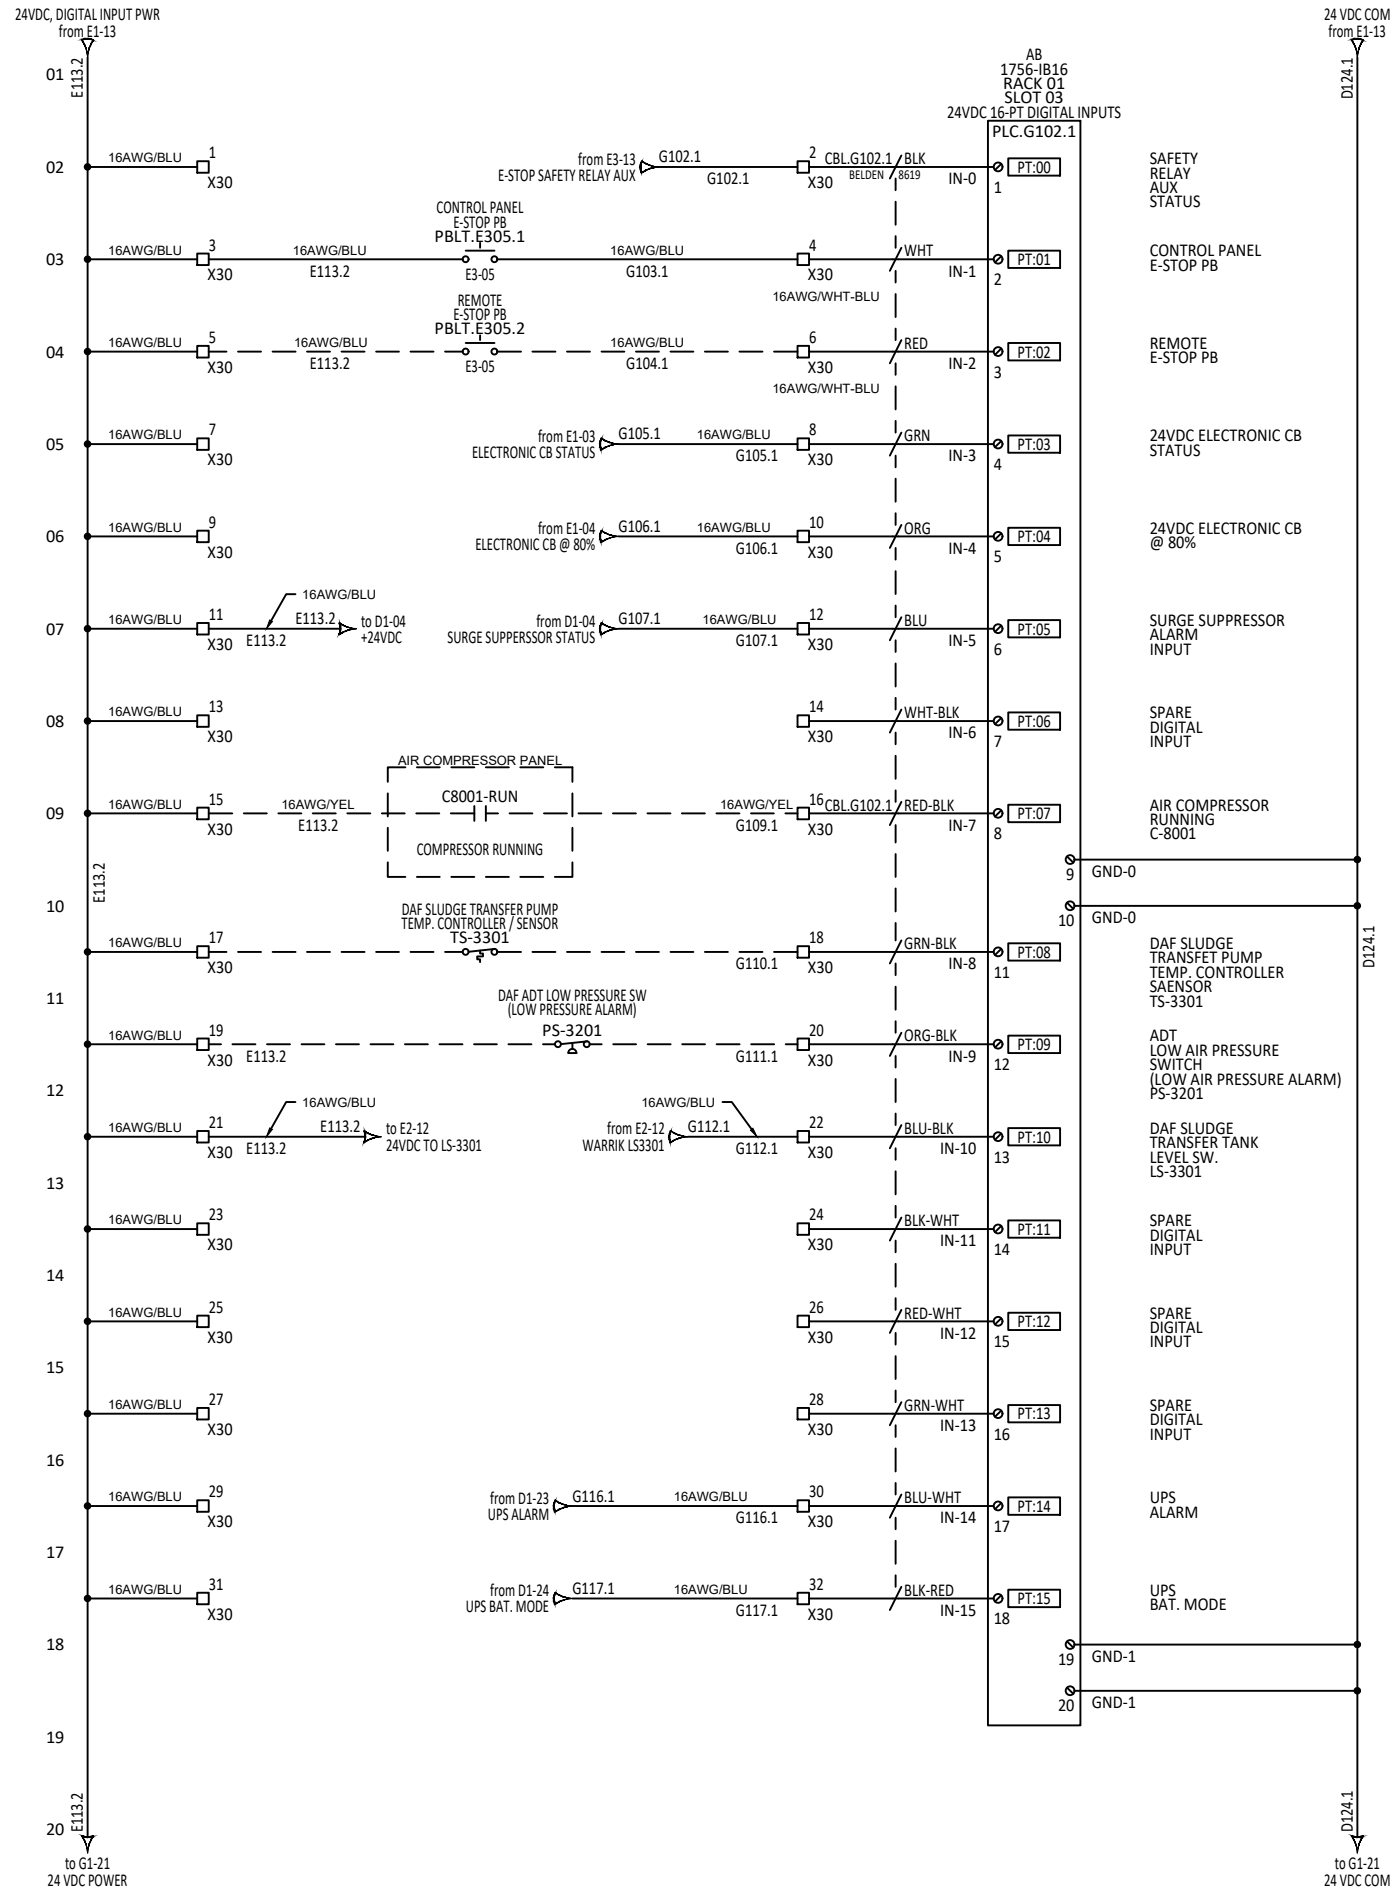 24VDC, DIGITAL INPUT PWR
from E1-13
24 VDC COM
from E1-13
E113.2
D124.1
AB
1756-IB16
RACK 01
SLOT 03
24VDC 16-PT DIGITAL INPUTS
PLC.G102.1
01
02
16AWG/BLU
1
X30
from E3-13
E-STOP SAFETY RELAY AUX
G102.1
G102.1
2
X30
CBL.G102.1
BELDEN 8619
BLK
IN-0
1
PT:00
SAFETY
RELAY
AUX
STATUS
03
16AWG/BLU
3
X30
16AWG/BLU
E113.2
CONTROL PANEL
E-STOP PB
PBLT.E305.1
E3-05
16AWG/BLU
G103.1
4
X30
16AWG/WHT-BLU
WHT
IN-1
2
PT:01
CONTROL PANEL
E-STOP PB
04
16AWG/BLU
5
X30
16AWG/BLU
E113.2
REMOTE
E-STOP PB
PBLT.E305.2
E3-05
16AWG/BLU
G104.1
6
X30
16AWG/WHT-BLU
RED
IN-2
3
PT:02
REMOTE
E-STOP PB
05
16AWG/BLU
7
X30
from E1-03
ELECTRONIC CB STATUS
G105.1
16AWG/BLU
G105.1
8
X30
GRN
IN-3
4
PT:03
24VDC ELECTRONIC CB
STATUS
06
16AWG/BLU
9
X30
from E1-04
ELECTRONIC CB @ 80%
G106.1
16AWG/BLU
G106.1
10
X30
ORG
IN-4
5
PT:04
24VDC ELECTRONIC CB
@ 80%
07
16AWG/BLU
11
X30
16AWG/BLU
E113.2
E113.2
to D1-04
+24VDC
from D1-04
SURGE SUPPERSSOR STATUS
G107.1
16AWG/BLU
G107.1
12
X30
BLU
IN-5
6
PT:05
SURGE SUPPRESSOR
ALARM
INPUT
08
16AWG/BLU
13
X30
14
X30
WHT-BLK
IN-6
7
PT:06
SPARE
DIGITAL
INPUT
09
16AWG/BLU
15
X30
16AWG/YEL
E113.2
AIR COMPRESSOR PANEL
C8001-RUN
COMPRESSOR RUNNING
16AWG/YEL
G109.1
16
X30
CBL.G102.1
RED-BLK
IN-7
8
PT:07
AIR COMPRESSOR
RUNNING
C-8001
E113.2
9
GND-0
10
10
GND-0
D124.1
16AWG/BLU
17
X30
DAF SLUDGE TRANSFER PUMP
TEMP. CONTROLLER / SENSOR
TS-3301
G110.1
18
X30
GRN-BLK
IN-8
11
PT:08
DAF SLUDGE
TRANSFET PUMP
TEMP. CONTROLLER
SAENSOR
TS-3301
11
16AWG/BLU
19
X30
E113.2
DAF ADT LOW PRESSURE SW
(LOW PRESSURE ALARM)
PS-3201
G111.1
20
X30
ORG-BLK
IN-9
12
PT:09
ADT
LOW AIR PRESSURE
SWITCH
(LOW AIR PRESSURE ALARM)
PS-3201
12
16AWG/BLU
21
X30
16AWG/BLU
E113.2
E113.2
to E2-12
24VDC TO LS-3301
from E2-12
WARRIK LS3301
16AWG/BLU
G112.1
G112.1
22
X30
BLU-BLK
IN-10
13
PT:10
DAF SLUDGE
TRANSFER TANK
LEVEL SW.
LS-3301
13
16AWG/BLU
23
X30
24
X30
BLK-WHT
IN-11
14
PT:11
SPARE
DIGITAL
INPUT
14
16AWG/BLU
25
X30
26
X30
RED-WHT
IN-12
15
PT:12
SPARE
DIGITAL
INPUT
15
16AWG/BLU
27
X30
28
X30
GRN-WHT
IN-13
16
PT:13
SPARE
DIGITAL
INPUT
16
16AWG/BLU
29
X30
from D1-23
UPS ALARM
G116.1
16AWG/BLU
G116.1
30
X30
BLU-WHT
IN-14
17
PT:14
UPS
ALARM
17
16AWG/BLU
31
X30
from D1-24
UPS BAT. MODE
G117.1
16AWG/BLU
G117.1
32
X30
BLK-RED
IN-15
18
PT:15
UPS
BAT. MODE
18
19
GND-1
20
GND-1
19
E113.2
D124.1
20
to G1-21
24 VDC POWER
to G1-21
24 VDC COM